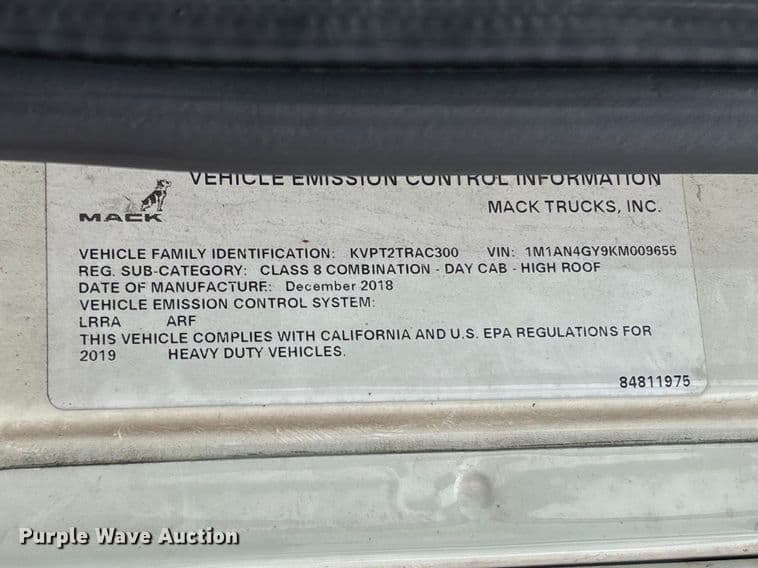 VEHICLE EMISSION CONTROL INFORMATION
MACK
MACK TRUCKS, INC.
VEHICLE FAMILY IDENTIFICATION: KVPT2TRAC300 VIN: 1M1AN4GY9KM009655
REG. SUB-CATEGORY: CLASS 8 COMBINATION - DAY CAB - HIGH ROOF
DATE OF MANUFACTURE: December 2018
VEHICLE EMISSION CONTROL SYSTEM:
LRRA ARF
THIS VEHICLE COMPLIES WITH CALIFORNIA AND U.S. EPA REGULATIONS FOR
2019 HEAVY DUTY VEHICLES.
84811975
Purple Wave Auction